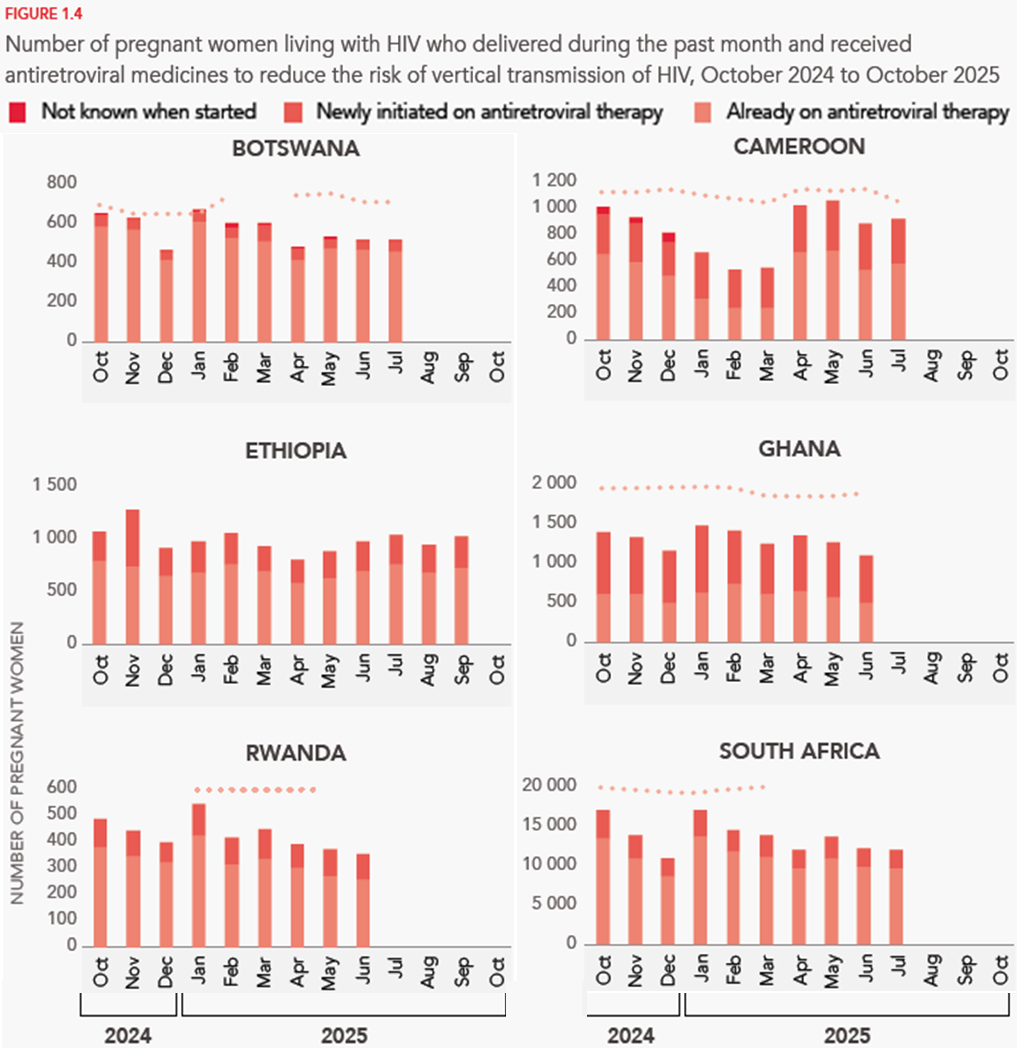 FIGURE 1.4
Number of pregnant women living with HIV who delivered during the past month and received
antiretroviral medicines to reduce the risk of vertical transmission of HIV, October 2024 to October 2025
Not known when started Newly initiated on antiretroviral therapy Already on antiretroviral therapy
BOTSWANA
800
600
400
200
0
Oct Nov Dec Jan Feb Mar Apr May Jun Jul Aug Sep Oct
CAMEROON
1 200
1 000
800
600
400
200
0
Oct Nov Dec Jan Feb Mar Apr May Jun Jul Aug Sep Oct
ETHIOPIA
1 500
1 000
500
0
Oct Nov Dec Jan Feb Mar Apr May Jun Jul Aug Sep Oct
GHANA
2 000
1 500
1 000
500
0
Oct Nov Dec Jan Feb Mar Apr May Jun Jul Aug Sep Oct
NUMBER OF PREGNANT WOMEN
RWANDA
600
500
400
300
200
100
0
Oct Nov Dec Jan Feb Mar Apr May Jun Jul Aug Sep Oct
2024 2025
SOUTH AFRICA
20 000
15 000
10 000
5 000
0
Oct Nov Dec Jan Feb Mar Apr May Jun Jul Aug Sep Oct
2024 2025